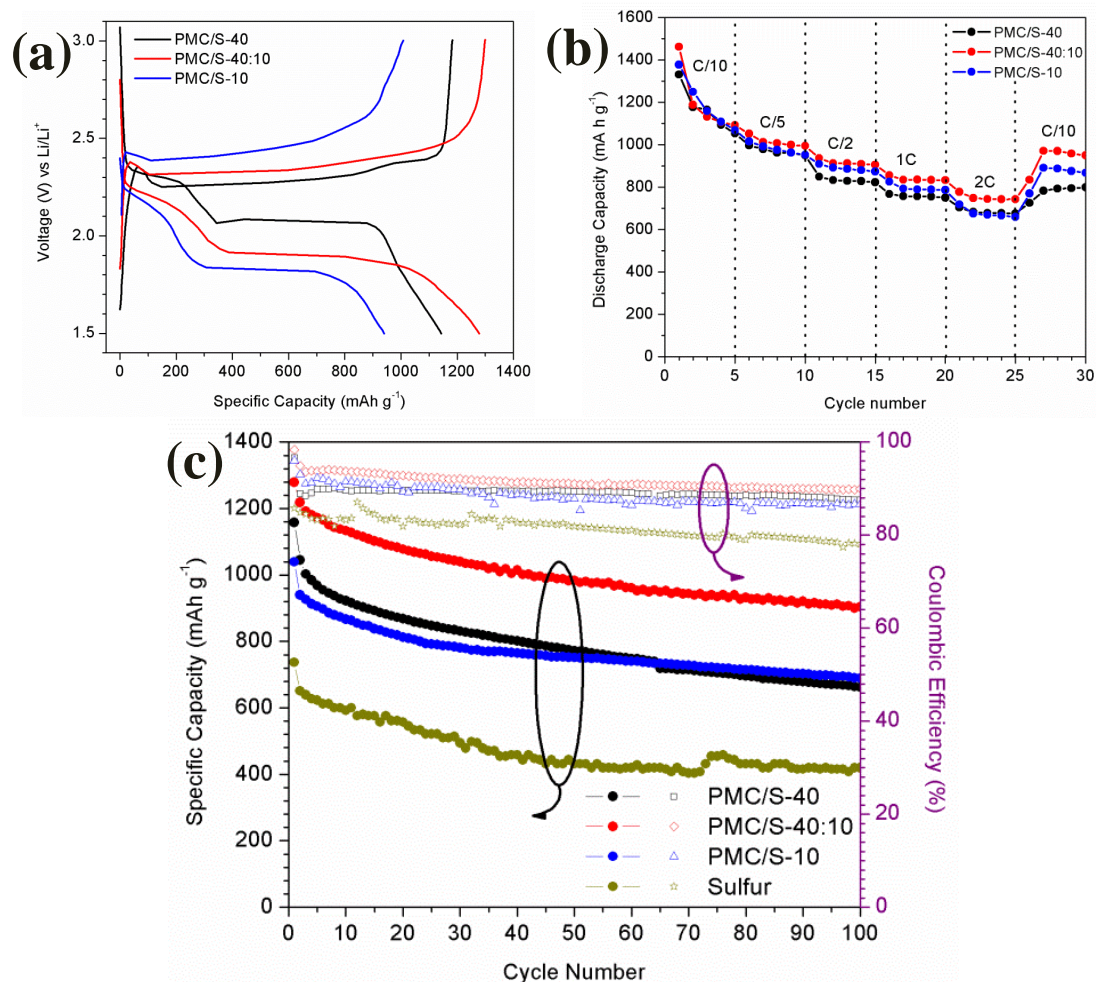 (a)
PMC/S-40
PMC/S-40:10
PMC/S-10
3.0
2.5
2.0
1.5
Voltage (V) vs Li/Li⁺
0 200 400 600 800 1000 1200 1400
Specific Capacity (mAh g⁻¹)
(b)
PMC/S-40
PMC/S-40:10
PMC/S-10
1600
1400
1200
1000
800
600
400
200
0
Discharge Capacity (mA h g⁻¹)
C/10
C/5
C/2
1C
2C
C/10
0 5 10 15 20 25 30
Cycle number
(c)
1400
1200
1000
800
600
400
200
0
Specific Capacity (mAh g⁻¹)
100
80
60
40
20
0
Coulombic Efficiency (%)
PMC/S-40
PMC/S-40:10
PMC/S-10
Sulfur
0 10 20 30 40 50 60 70 80 90 100
Cycle Number